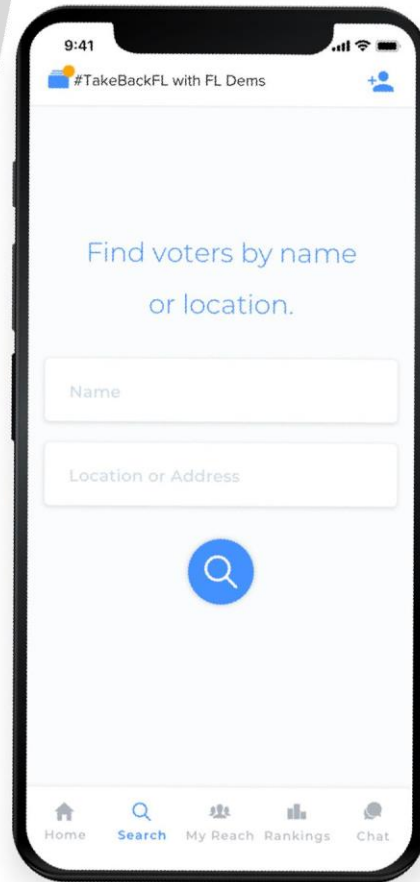 9:41
#TakeBackFL with FL Dems
Find voters by name
or location.
Name
Location or Address
Home Search My Reach Rankings Chat